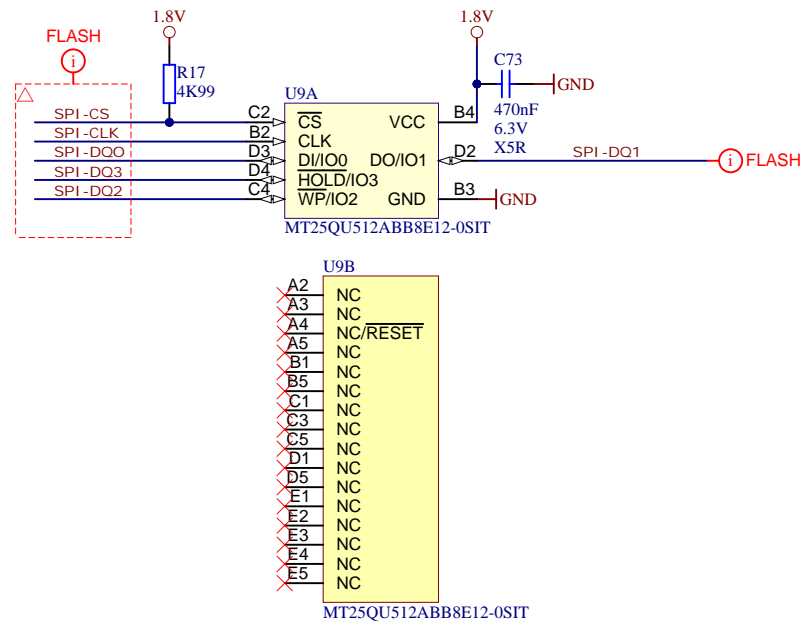 1.8V
1.8V
FLASH
i
R17
4K99
C73
GND
470nF
6.3V
X5R
U9A
SPI-CS
C2
CS
VCC
B4
SPI-CLK
B2
CLK
SPI-DQ0
D3
DI/IO0
DO/IO1
D2
SPI-DQ1
i
FLASH
SPI-DQ3
D4
HOLD/IO3
SPI-DQ2
C4
WP/IO2
GND
B3
GND
MT25QU512ABB8E12-0SIT
U9B
A2
NC
A3
NC
A4
NC/RESET
A5
NC
B1
NC
B5
NC
C1
NC
C3
NC
C5
NC
D1
NC
D5
NC
E1
NC
E2
NC
E3
NC
E4
NC
E5
NC
MT25QU512ABB8E12-0SIT